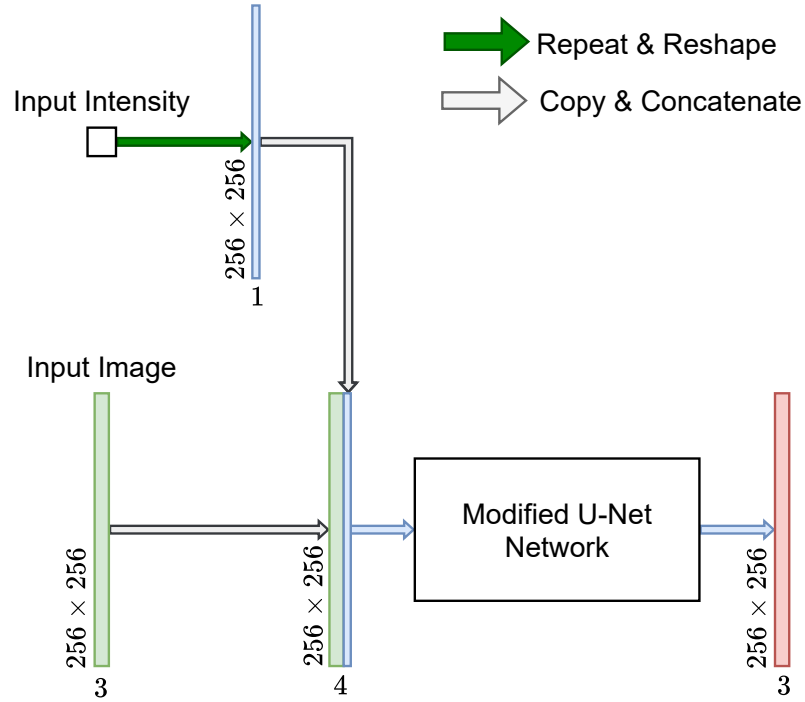 Repeat & Reshape
Copy & Concatenate
Input Intensity
256 × 256
1
Input Image
256 × 256
3
256 × 256
4
Modified U-Net
Network
256 × 256
3